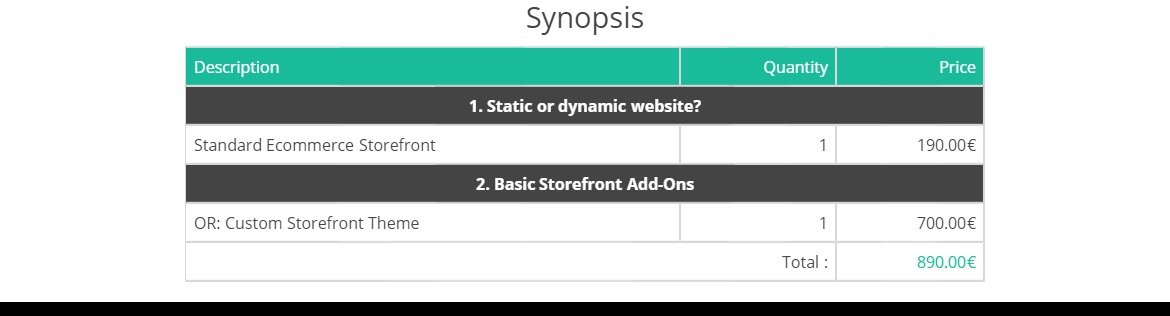 Synopsis
Description Quantity Price
1. Static or dynamic website?
Standard Ecommerce Storefront 1 190.00€
2. Basic Storefront Add-Ons
OR: Custom Storefront Theme 1 700.00€
Total : 890.00€